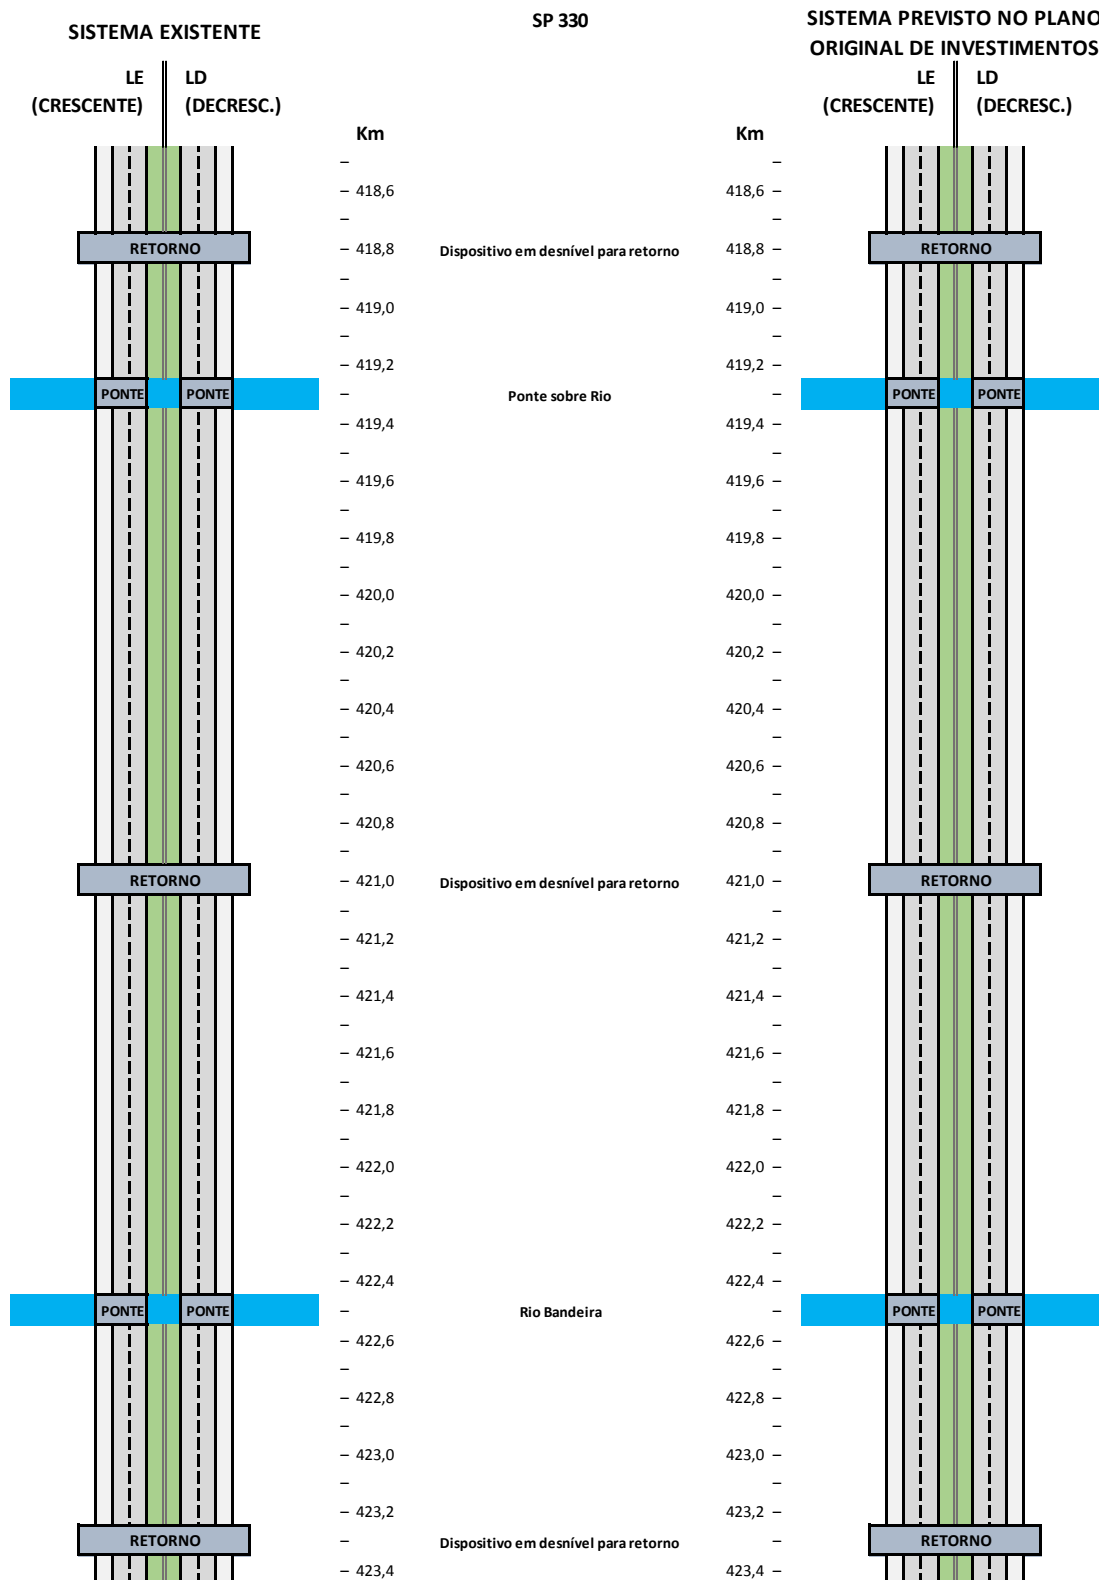 SISTEMA EXISTENTE
SP 330
SISTEMA PREVISTO NO PLANO
ORIGINAL DE INVESTIMENTOS
LE LD
(CRESCENTE) (DECRESC.)
LE LD
(CRESCENTE) (DECRESC.)
Km Km
– –
– 418,6 418,6 –
– –
RETORNO – 418,8 Dispositivo em desnível para retorno 418,8 – RETORNO
– –
– 419,0 419,0 –
– –
– 419,2 419,2 –
PONTE PONTE – Ponte sobre Rio – PONTE PONTE
– 419,4 419,4 –
– –
– 419,6 419,6 –
– –
– 419,8 419,8 –
– –
– 420,0 420,0 –
– –
– 420,2 420,2 –
– –
– 420,4 420,4 –
– –
– 420,6 420,6 –
– –
– 420,8 420,8 –
– –
RETORNO – 421,0 Dispositivo em desnível para retorno 421,0 – RETORNO
– –
– 421,2 421,2 –
– –
– 421,4 421,4 –
– –
– 421,6 421,6 –
– –
– 421,8 421,8 –
– –
– 422,0 422,0 –
– –
– 422,2 422,2 –
– –
– 422,4 422,4 –
PONTE PONTE – Rio Bandeira – PONTE PONTE
– 422,6 422,6 –
– –
– 422,8 422,8 –
– –
– 423,0 423,0 –
– –
– 423,2 423,2 –
RETORNO – Dispositivo em desnível para retorno – RETORNO
– 423,4 423,4 –